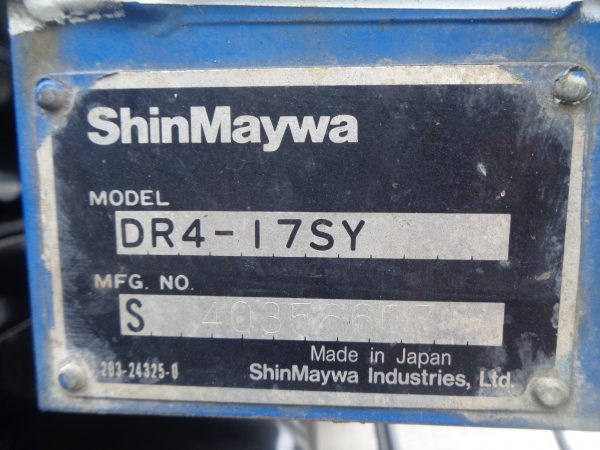 ShinMaywa
MODEL
DR4-17SY
MFG. NO.
S
Made in Japan
203-24325-0
ShinMaywa Industries, Ltd.